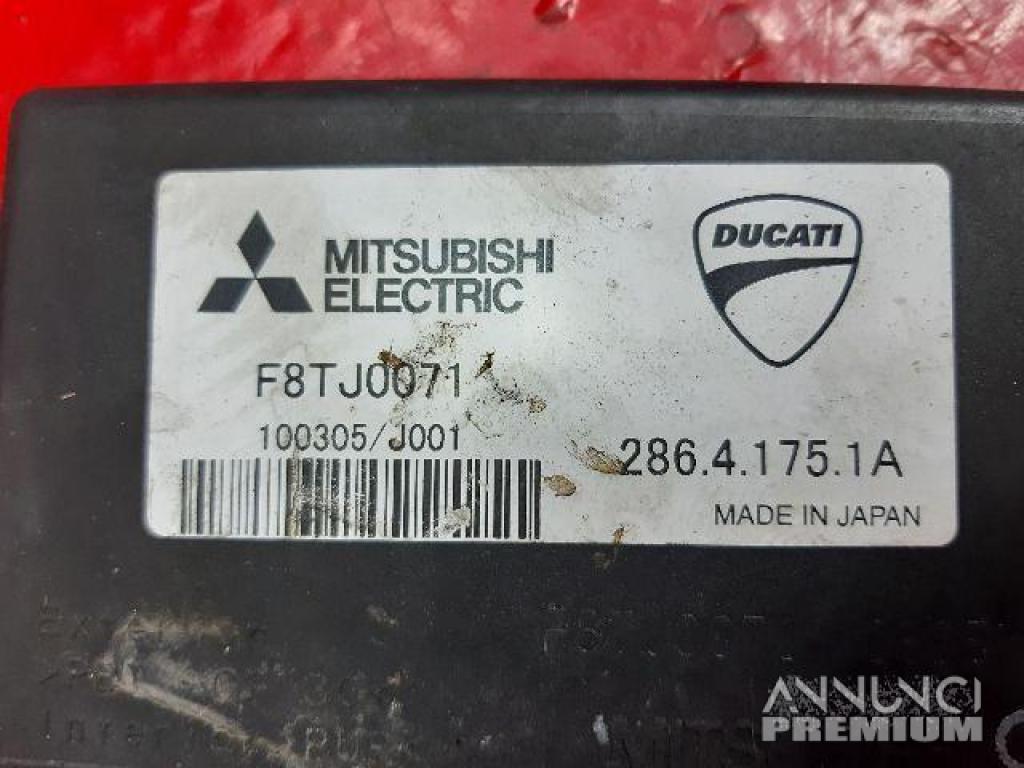 MITSUBISHI
ELECTRIC
DUCATI
F8TJ0071
100305/J001
286.4.175.1A
MADE IN JAPAN
ANNUNCI
PREMIUM